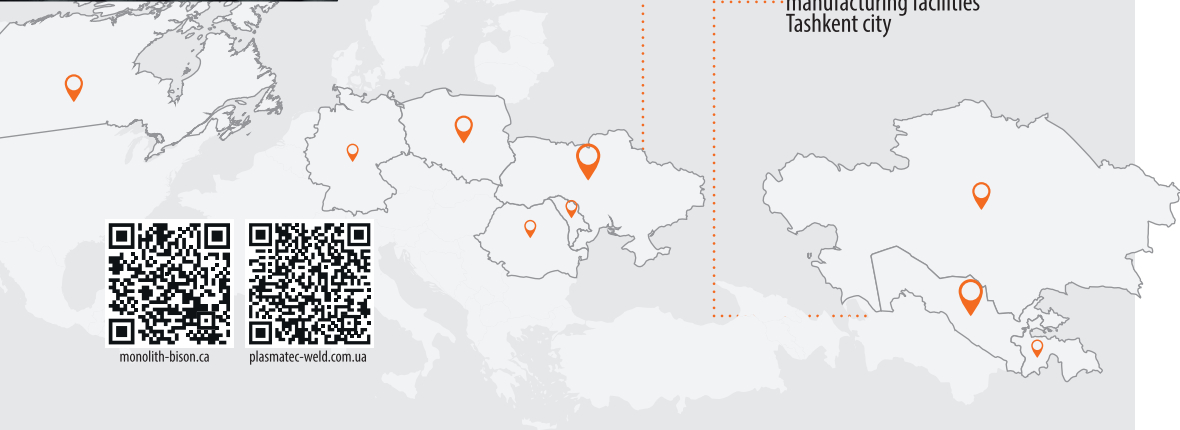 manufacturing facilities
Tashkent city
monolith-bison.ca
plasmatec-weld.com.ua